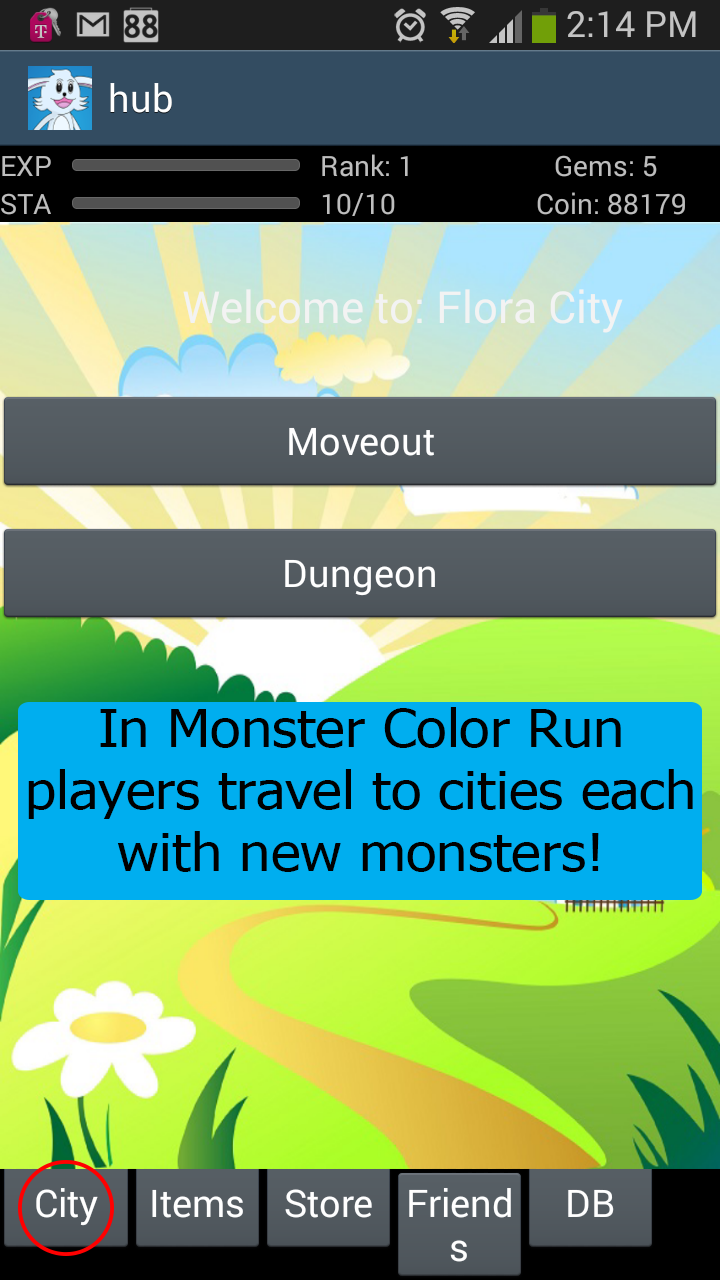 T 88 2:14 PM
hub
EXP Rank: 1 Gems: 5
STA 10/10 Coin: 88179
Welcome to: Flora City
Moveout
Dungeon
In Monster Color Run
players travel to cities each
with new monsters!
City Items Store Friend DB
s